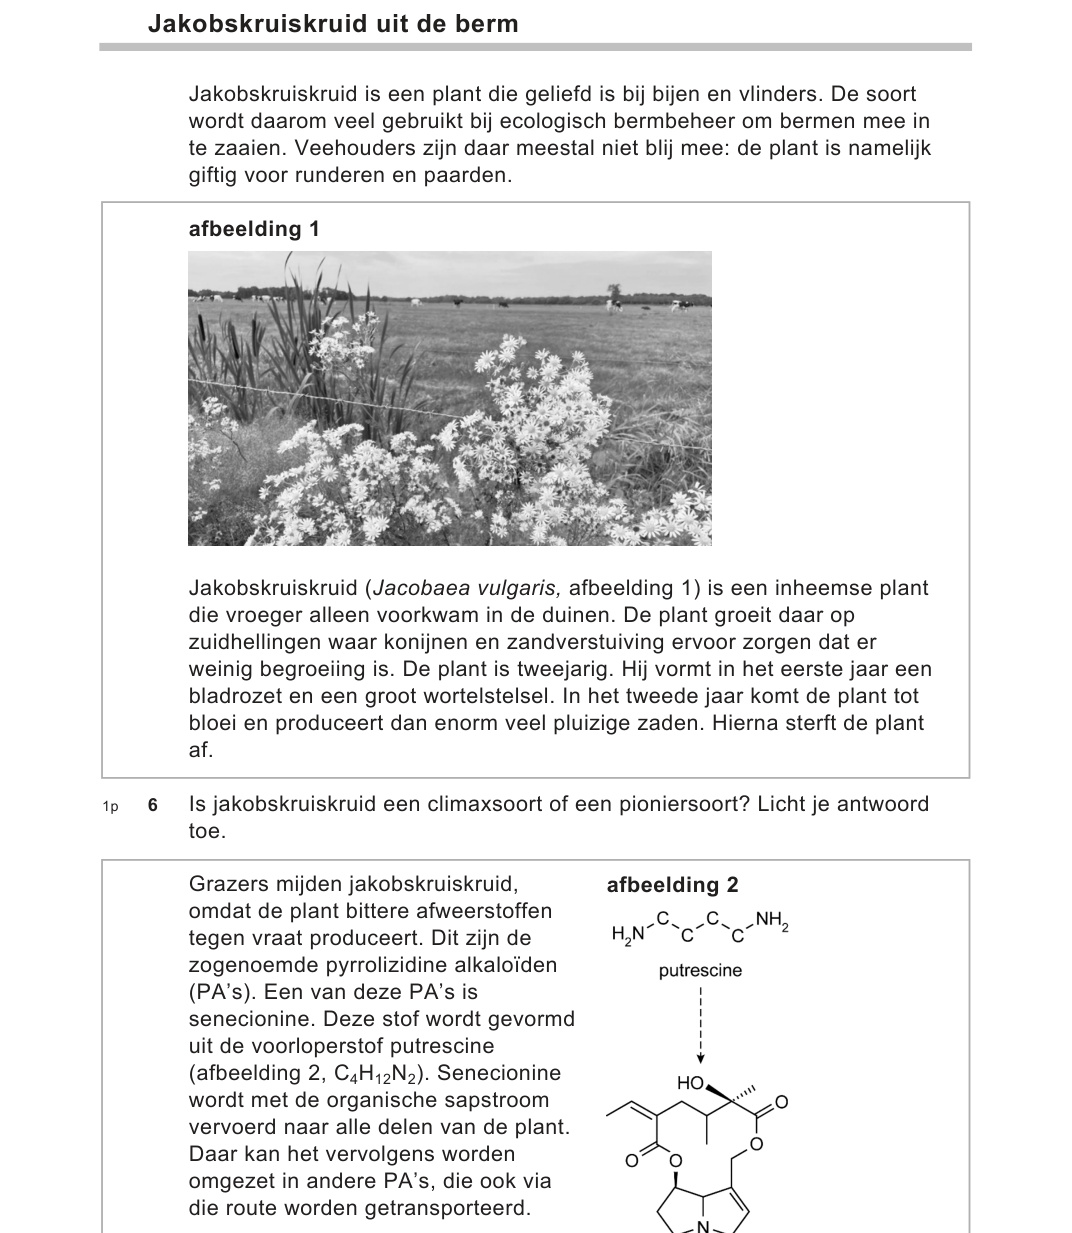 Jakobskruiskruid uit de berm
Jakobskruiskruid is een plant die geliefd is bij bijen en vlinders. De soort
wordt daarom veel gebruikt bij ecologisch bermbeheer om bermen mee in
te zaaien. Veehouders zijn daar meestal niet blij mee: de plant is namelijk
giftig voor runderen en paarden.
afbeelding 1
Jakobskruiskruid (Jacobaea vulgaris, afbeelding 1) is een inheemse plant
die vroeger alleen voorkwam in de duinen. De plant groeit daar op
zuidhellingen waar konijnen en zandverstuiving ervoor zorgen dat er
weinig begroeiing is. De plant is tweejarig. Hij vormt in het eerste jaar een
bladrozet en een groot wortelstelsel. In het tweede jaar komt de plant tot
bloei en produceert dan enorm veel pluizige zaden. Hierna sterft de plant
af.
1p 6 Is jakobskruiskruid een climaxsoort of een pioniersoort? Licht je antwoord
toe.
Grazers mijden jakobskruiskruid,
omdat de plant bittere afweerstoffen
tegen vraat produceert. Dit zijn de
zogenoemde pyrrolizidine alkaloïden
(PA's). Een van deze PA's is
senecionine. Deze stof wordt gevormd
uit de voorloperstof putrescine
(afbeelding 2, C₄H₁₂N₂). Senecionine
wordt met de organische sapstroom
vervoerd naar alle delen van de plant.
Daar kan het vervolgens worden
omgezet in andere PA's, die ook via
die route worden getransporteerd.
afbeelding 2
H₂N C C C C NH₂
putrescine
HO
O
O
O
O
N